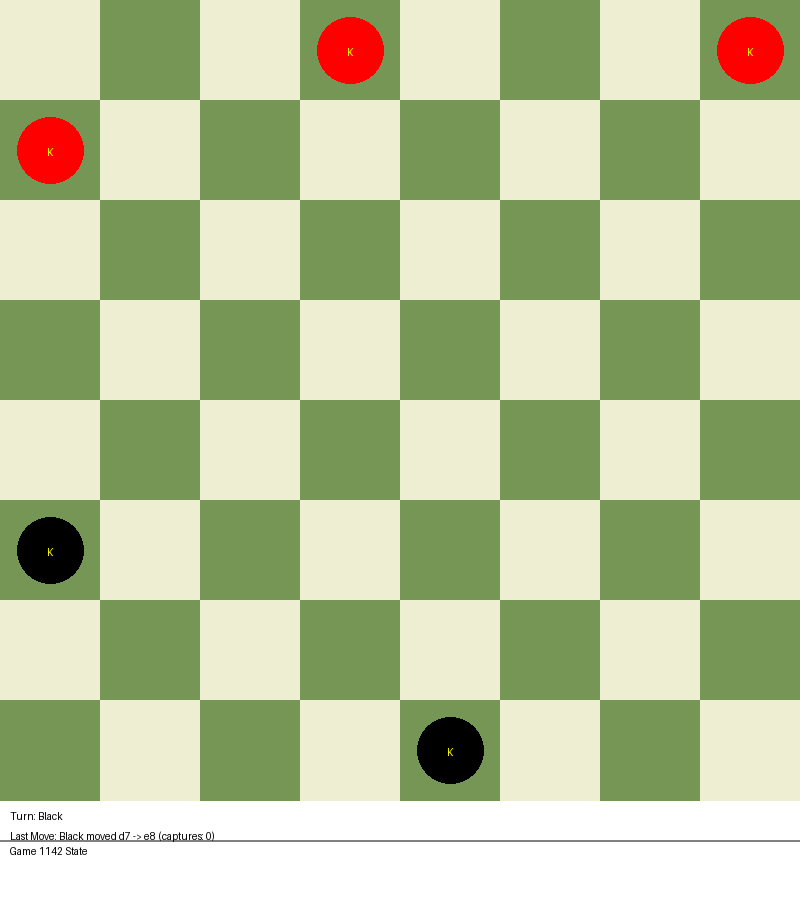 K K
K
K
K
Turn: Black
Last Move: Black moved d7 -> e8 (captures: 0)
Game 1142 State